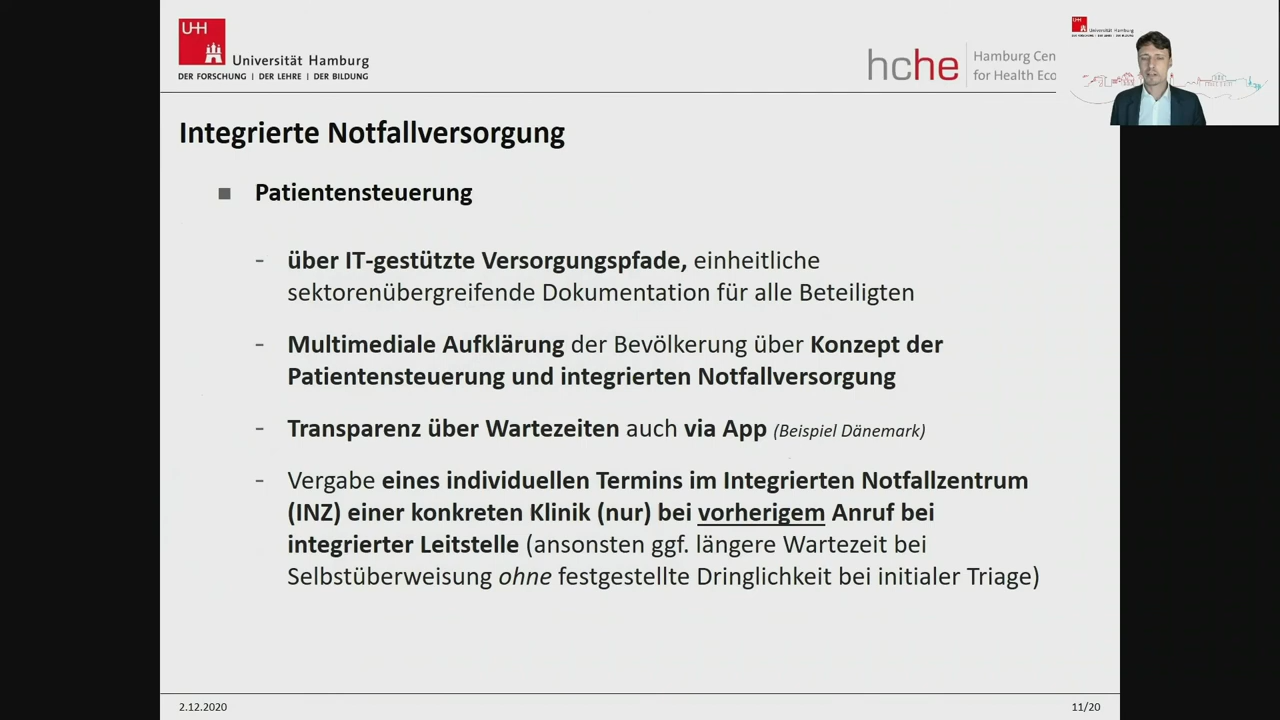 UHH
Universität Hamburg
DER FORSCHUNG | DER LEHRE | DER BILDUNG
hche
Hamburg Cen
for Health Eco
Integrierte Notfallversorgung
Patientensteuerung
- über IT-gestützte Versorgungspfade, einheitliche
sektorenübergreifende Dokumentation für alle Beteiligten
- Multimediale Aufklärung der Bevölkerung über Konzept der
Patientensteuerung und integrierten Notfallversorgung
- Transparenz über Wartezeiten auch via App (Beispiel Dänemark)
- Vergabe eines individuellen Termins im Integrierten Notfallzentrum
(INZ) einer konkreten Klinik (nur) bei vorherigem Anruf bei
integrierter Leitstelle (ansonsten ggf. längere Wartezeit bei
Selbstüberweisung ohne festgestellte Dringlichkeit bei initialer Triage)
2.12.2020
11/20